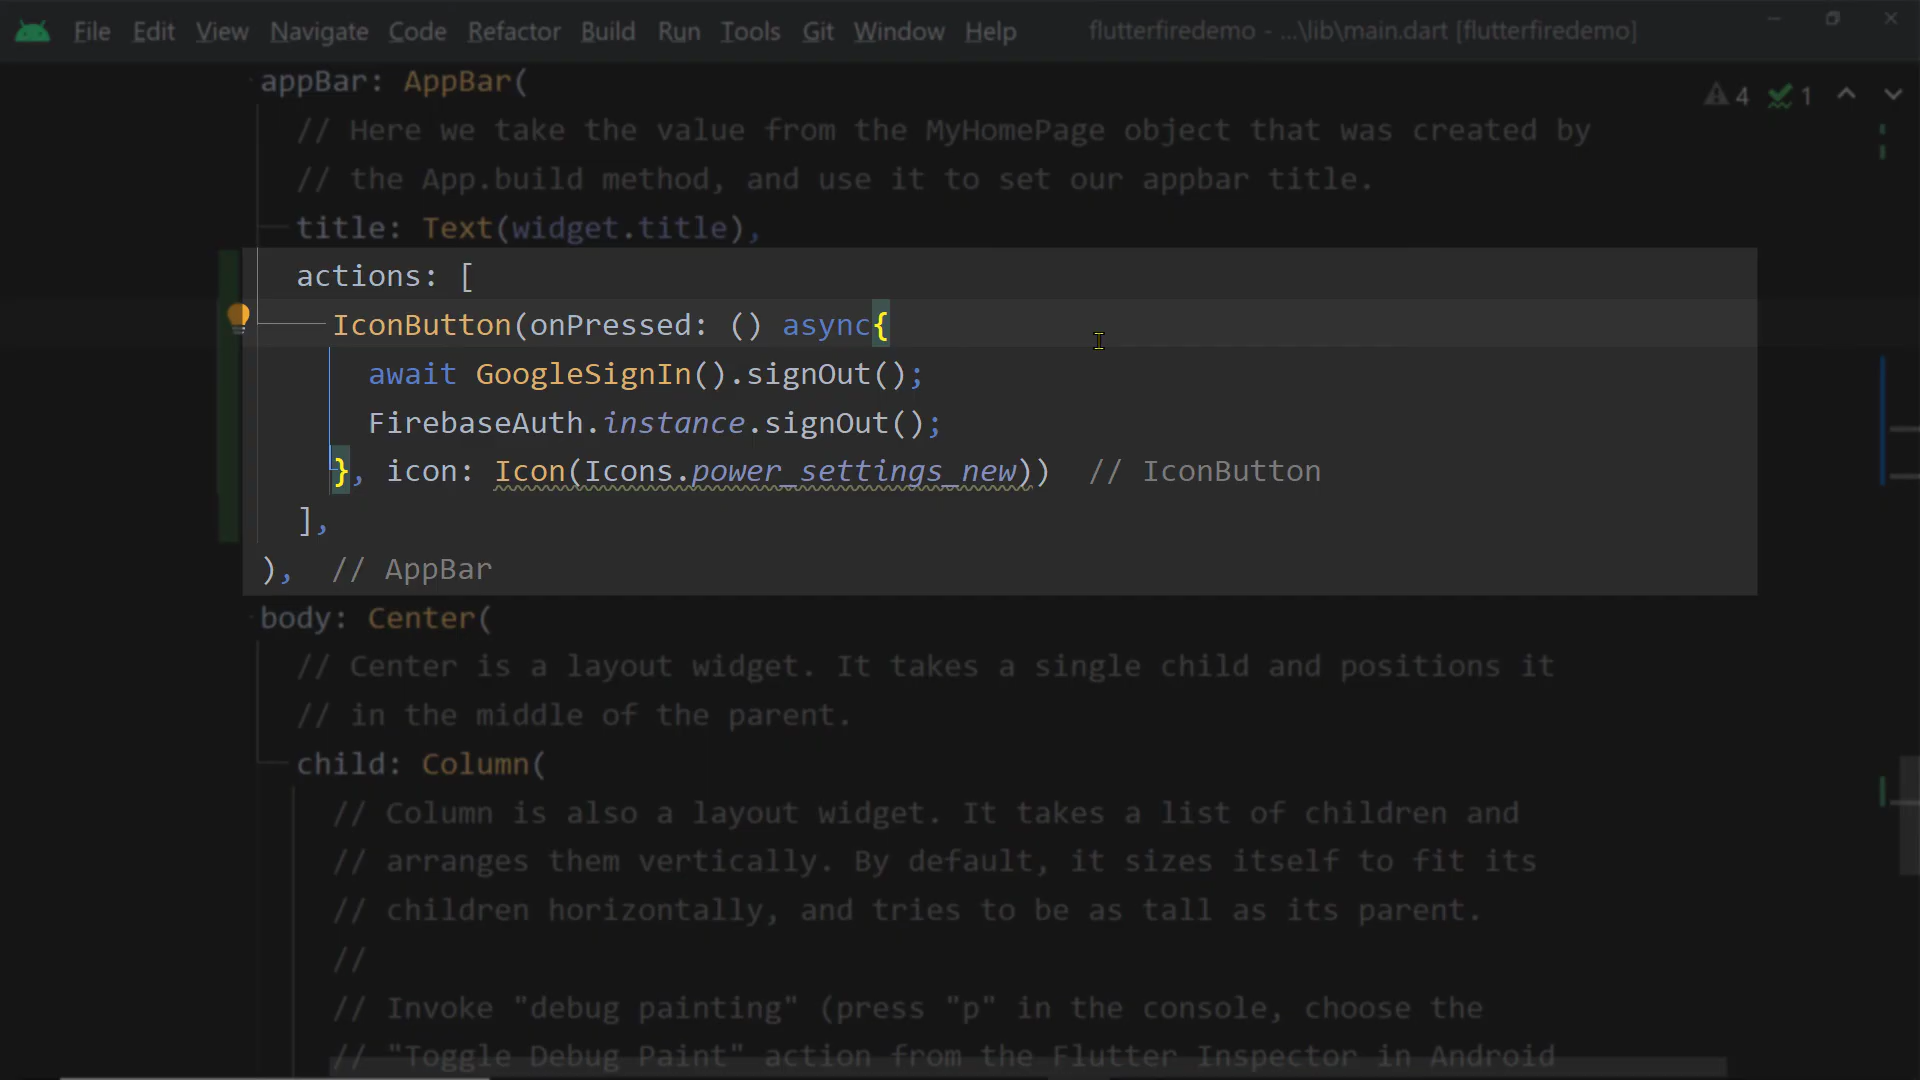 File Edit View Navigate Code Refactor Build Run Tools Git Window Help flutterfiredemo - ...\lib\main.dart [flutterfiredemo]
appBar: AppBar(
4 1
// Here we take the value from the MyHomePage object that was created by
// the App.build method, and use it to set our appbar title.
title: Text(widget.title),
actions: [
IconButton(onPressed: () async{
await GoogleSignIn().signOut();
FirebaseAuth.instance.signOut();
}, icon: Icon(Icons.power_settings_new)) // IconButton
],
), // AppBar
body: Center(
// Center is a layout widget. It takes a single child and positions it
// in the middle of the parent.
child: Column(
// Column is also a layout widget. It takes a list of children and
// arranges them vertically. By default, it sizes itself to fit its
// children horizontally, and tries to be as tall as its parent.
//
// Invoke "debug painting" (press "p" in the console, choose the
// "Toggle Debug Paint" action from the Flutter Inspector in Android